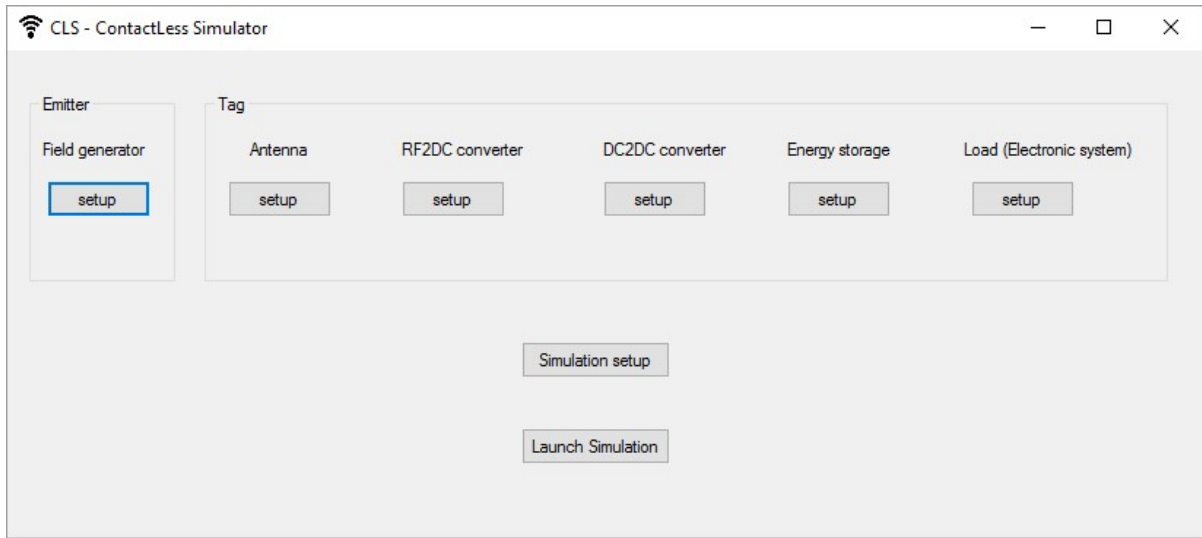 CLS - ContactLess Simulator
Emitter
Tag
Field generator
Antenna
RF2DC converter
DC2DC converter
Energy storage
Load (Electronic system)
setup
setup
setup
setup
setup
setup
Simulation setup
Launch Simulation